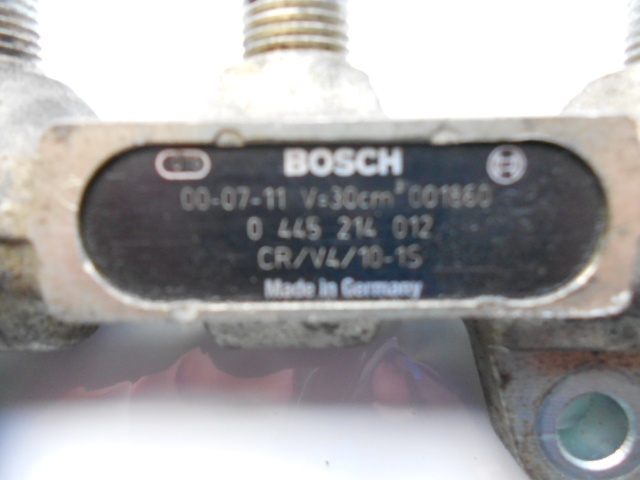 BOSCH
00-07-11 V=30cm³ 001860
0 445 214 012
CR/V4/10-1S
Made in Germany